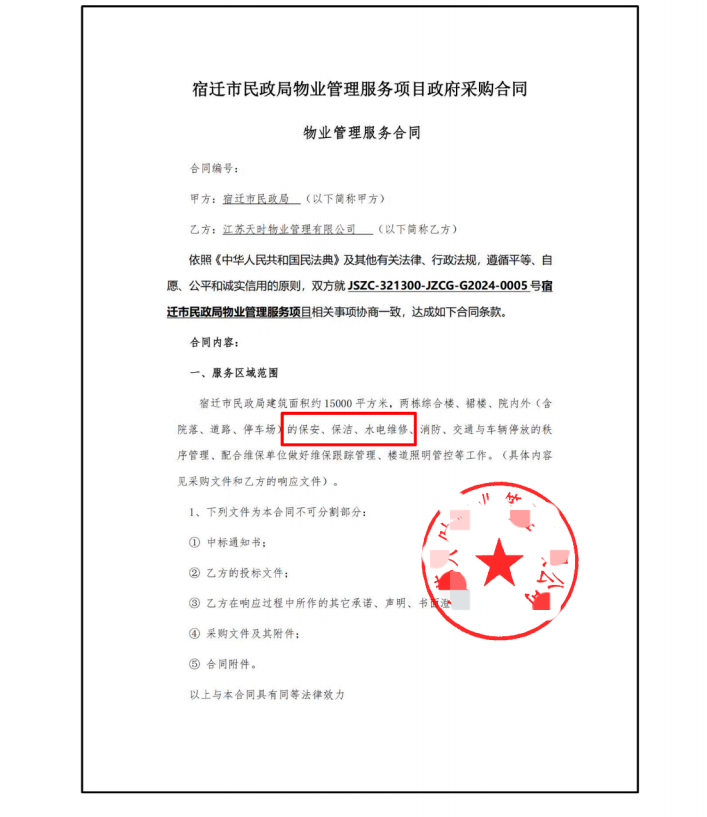 宿迁市民政局物业管理服务项目政府采购合同
物业管理服务合同
合同编号：
甲方：宿迁市民政局 （以下简称甲方）
乙方：江苏天时物业管理有限公司 （以下简称乙方）
依照《中华人民共和国民法典》及其他有关法律、行政法规，遵循平等、自
愿、公平和诚实信用的原则，双方就 JSZC-321300-JZCG-G2024-0005 号宿
迁市民政局物业管理服务项目相关事项协商一致，达成如下合同条款。
合同内容：
一、服务区域范围
宿迁市民政局建筑面积约 15000 平方米，两栋综合楼、裙楼、院内外（含
院落、道路、停车场）的保安、保洁、水电维修、消防、交通与车辆停放的秩
序管理、配合维保单位做好维保跟踪管理、楼道照明管控等工作。（具体内容
见采购文件和乙方的响应文件）。
1、下列文件为本合同不可分割部分：
① 中标通知书；
② 乙方的投标文件；
③ 乙方在响应过程中所作的其它承诺、声明、书面澄
④ 采购文件及其附件；
⑤ 合同附件。
以上与本合同具有同等法律效力